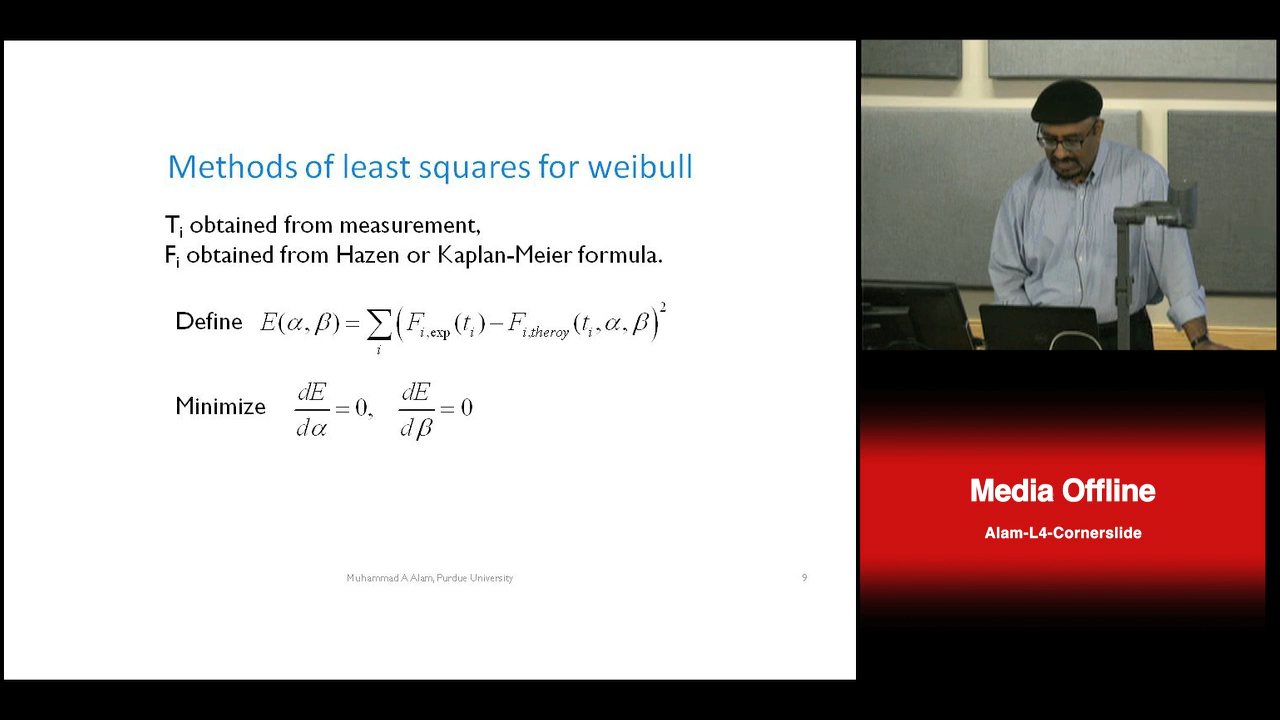 Methods of least squares for weibull
Tᵢ obtained from measurement,
Fᵢ obtained from Hazen or Kaplan-Meier formula.
Define E(α, β) = ∑ᵢ (Fᵢ,exp (tᵢ) − Fᵢ,theroy (tᵢ, α, β))²
Minimize dE/dα = 0, dE/dβ = 0
Muhammad A Alam, Purdue University 9
Media Offline
Alam-L4-Cornerslide